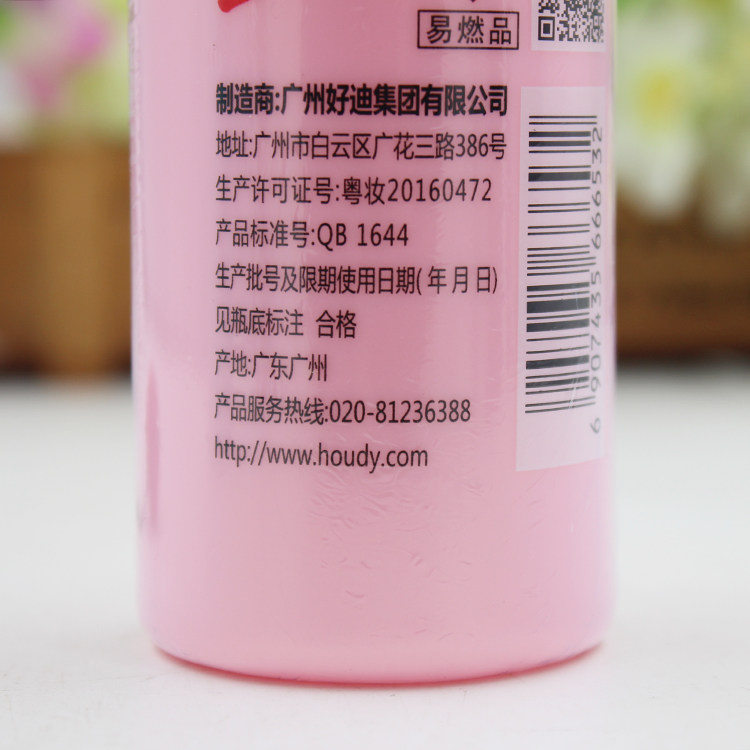 易燃品
制造商:广州好迪集团有限公司
地址:广州市白云区广花三路386号
生产许可证号:粤妆20160472
产品标准号:QB 1644
生产批号及限期使用日期(年月日)
见瓶底标注 合格
产地:广东广州
产品服务热线:020-81236388
http://www.houdy.com
6 907435 666532